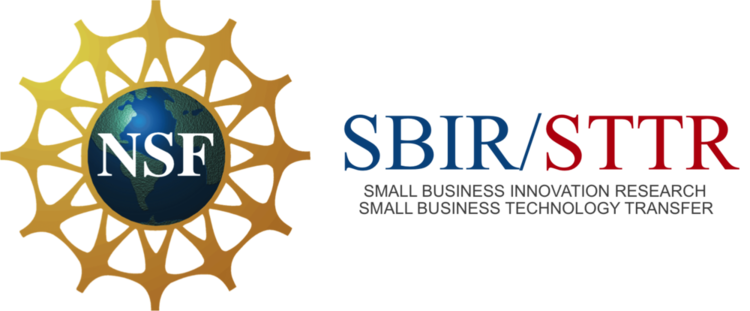 NSF
SBIR/STTR
SMALL BUSINESS INNOVATION RESEARCH
SMALL BUSINESS TECHNOLOGY TRANSFER